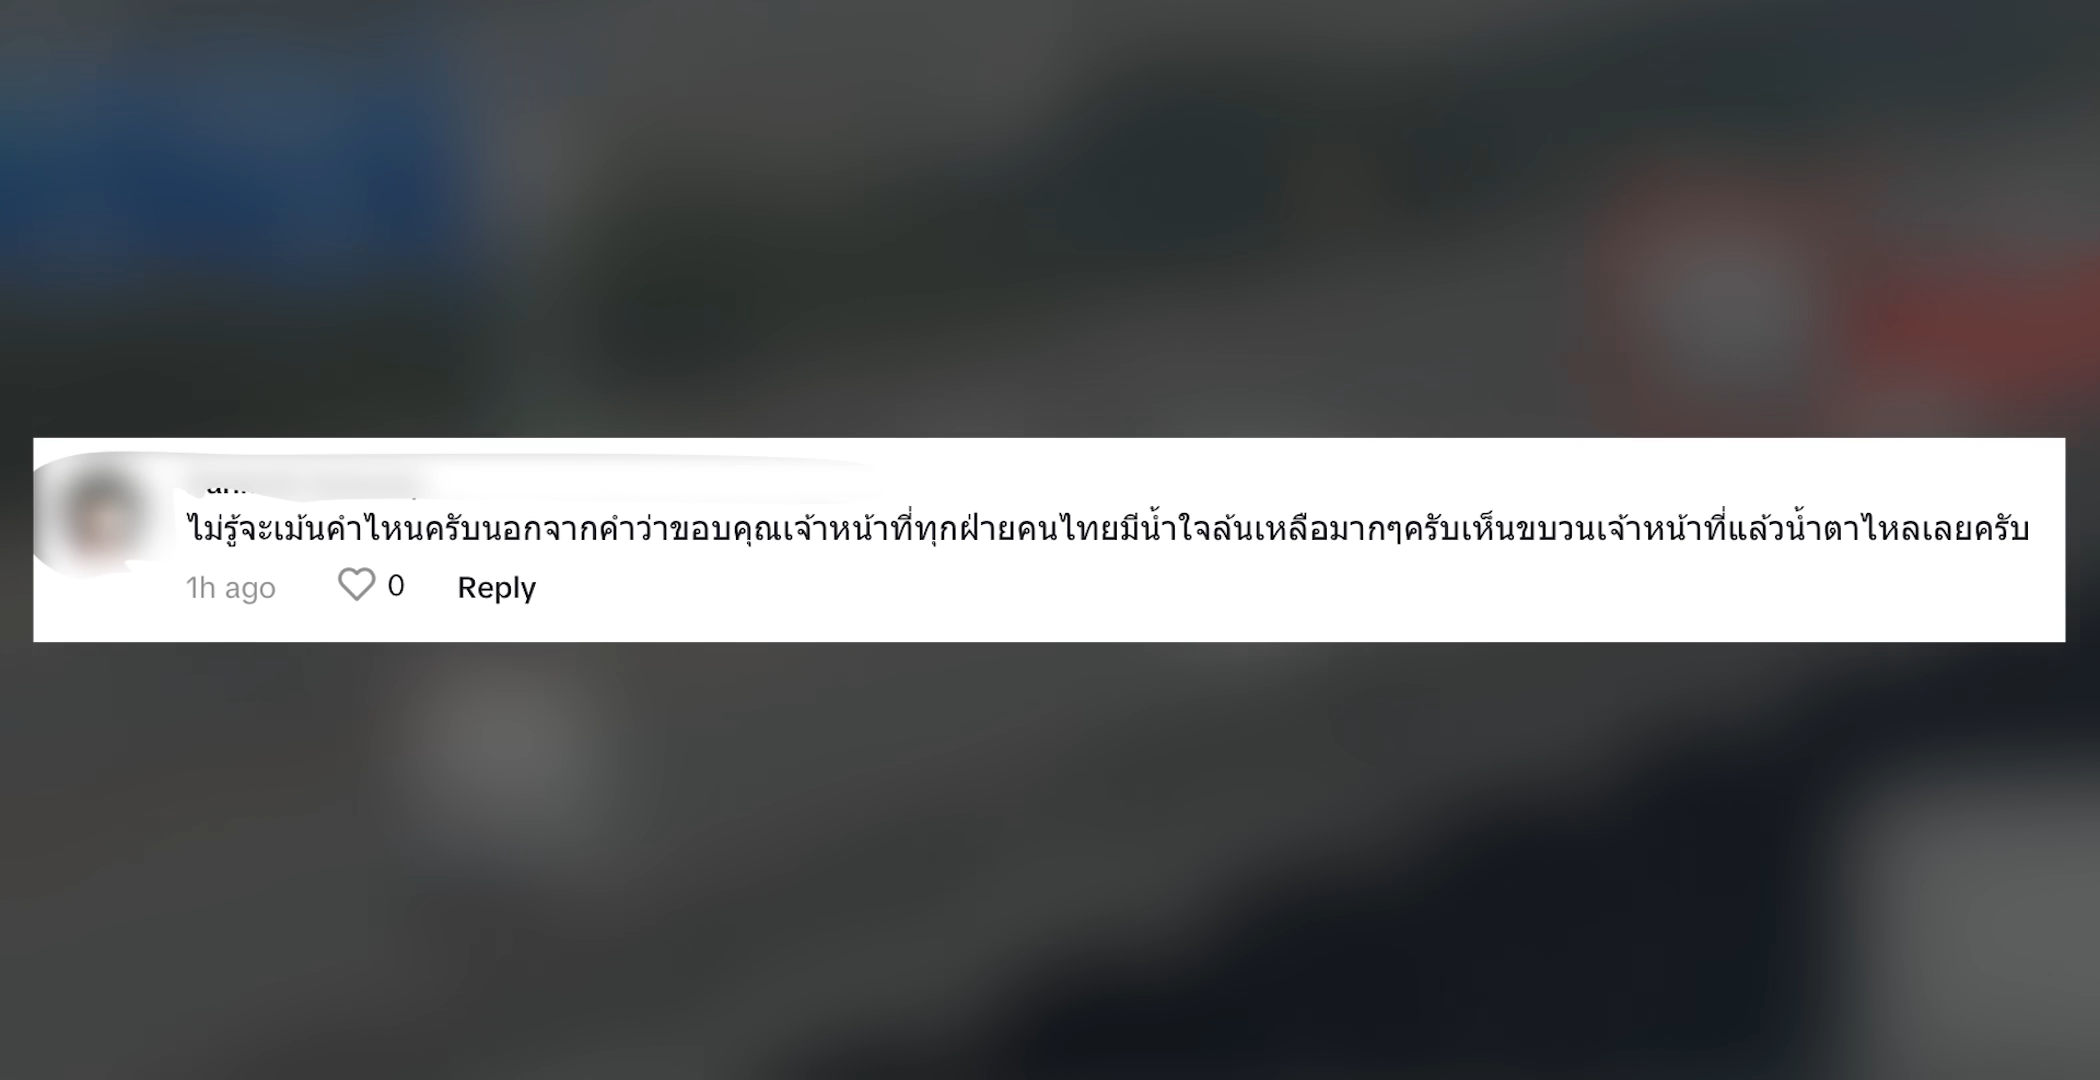 ไม่รู้จะเม้นคำไหนครับนอกจากคำว่าขอบคุณเจ้าหน้าที่ทุกฝ่ายคนไทยมีน้ำใจล้นเหลือมากๆครับเห็นขบวนเจ้าหน้าที่แล้วน้ำตาไหลเลยครับ
1h ago 0 Reply